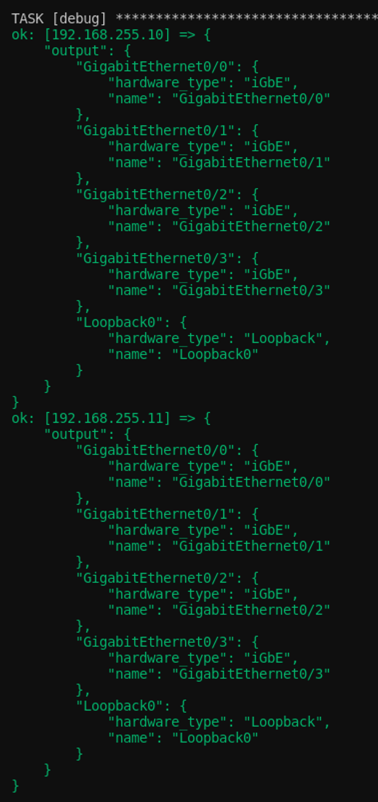 TASK [debug] *********************************
ok: [192.168.255.10] => {
    "output": {
        "GigabitEthernet0/0": {
            "hardware_type": "iGbE",
            "name": "GigabitEthernet0/0"
        },
        "GigabitEthernet0/1": {
            "hardware_type": "iGbE",
            "name": "GigabitEthernet0/1"
        },
        "GigabitEthernet0/2": {
            "hardware_type": "iGbE",
            "name": "GigabitEthernet0/2"
        },
        "GigabitEthernet0/3": {
            "hardware_type": "iGbE",
            "name": "GigabitEthernet0/3"
        },
        "Loopback0": {
            "hardware_type": "Loopback",
            "name": "Loopback0"
        }
    }
}
ok: [192.168.255.11] => {
    "output": {
        "GigabitEthernet0/0": {
            "hardware_type": "iGbE",
            "name": "GigabitEthernet0/0"
        },
        "GigabitEthernet0/1": {
            "hardware_type": "iGbE",
            "name": "GigabitEthernet0/1"
        },
        "GigabitEthernet0/2": {
            "hardware_type": "iGbE",
            "name": "GigabitEthernet0/2"
        },
        "GigabitEthernet0/3": {
            "hardware_type": "iGbE",
            "name": "GigabitEthernet0/3"
        },
        "Loopback0": {
            "hardware_type": "Loopback",
            "name": "Loopback0"
        }
    }
}